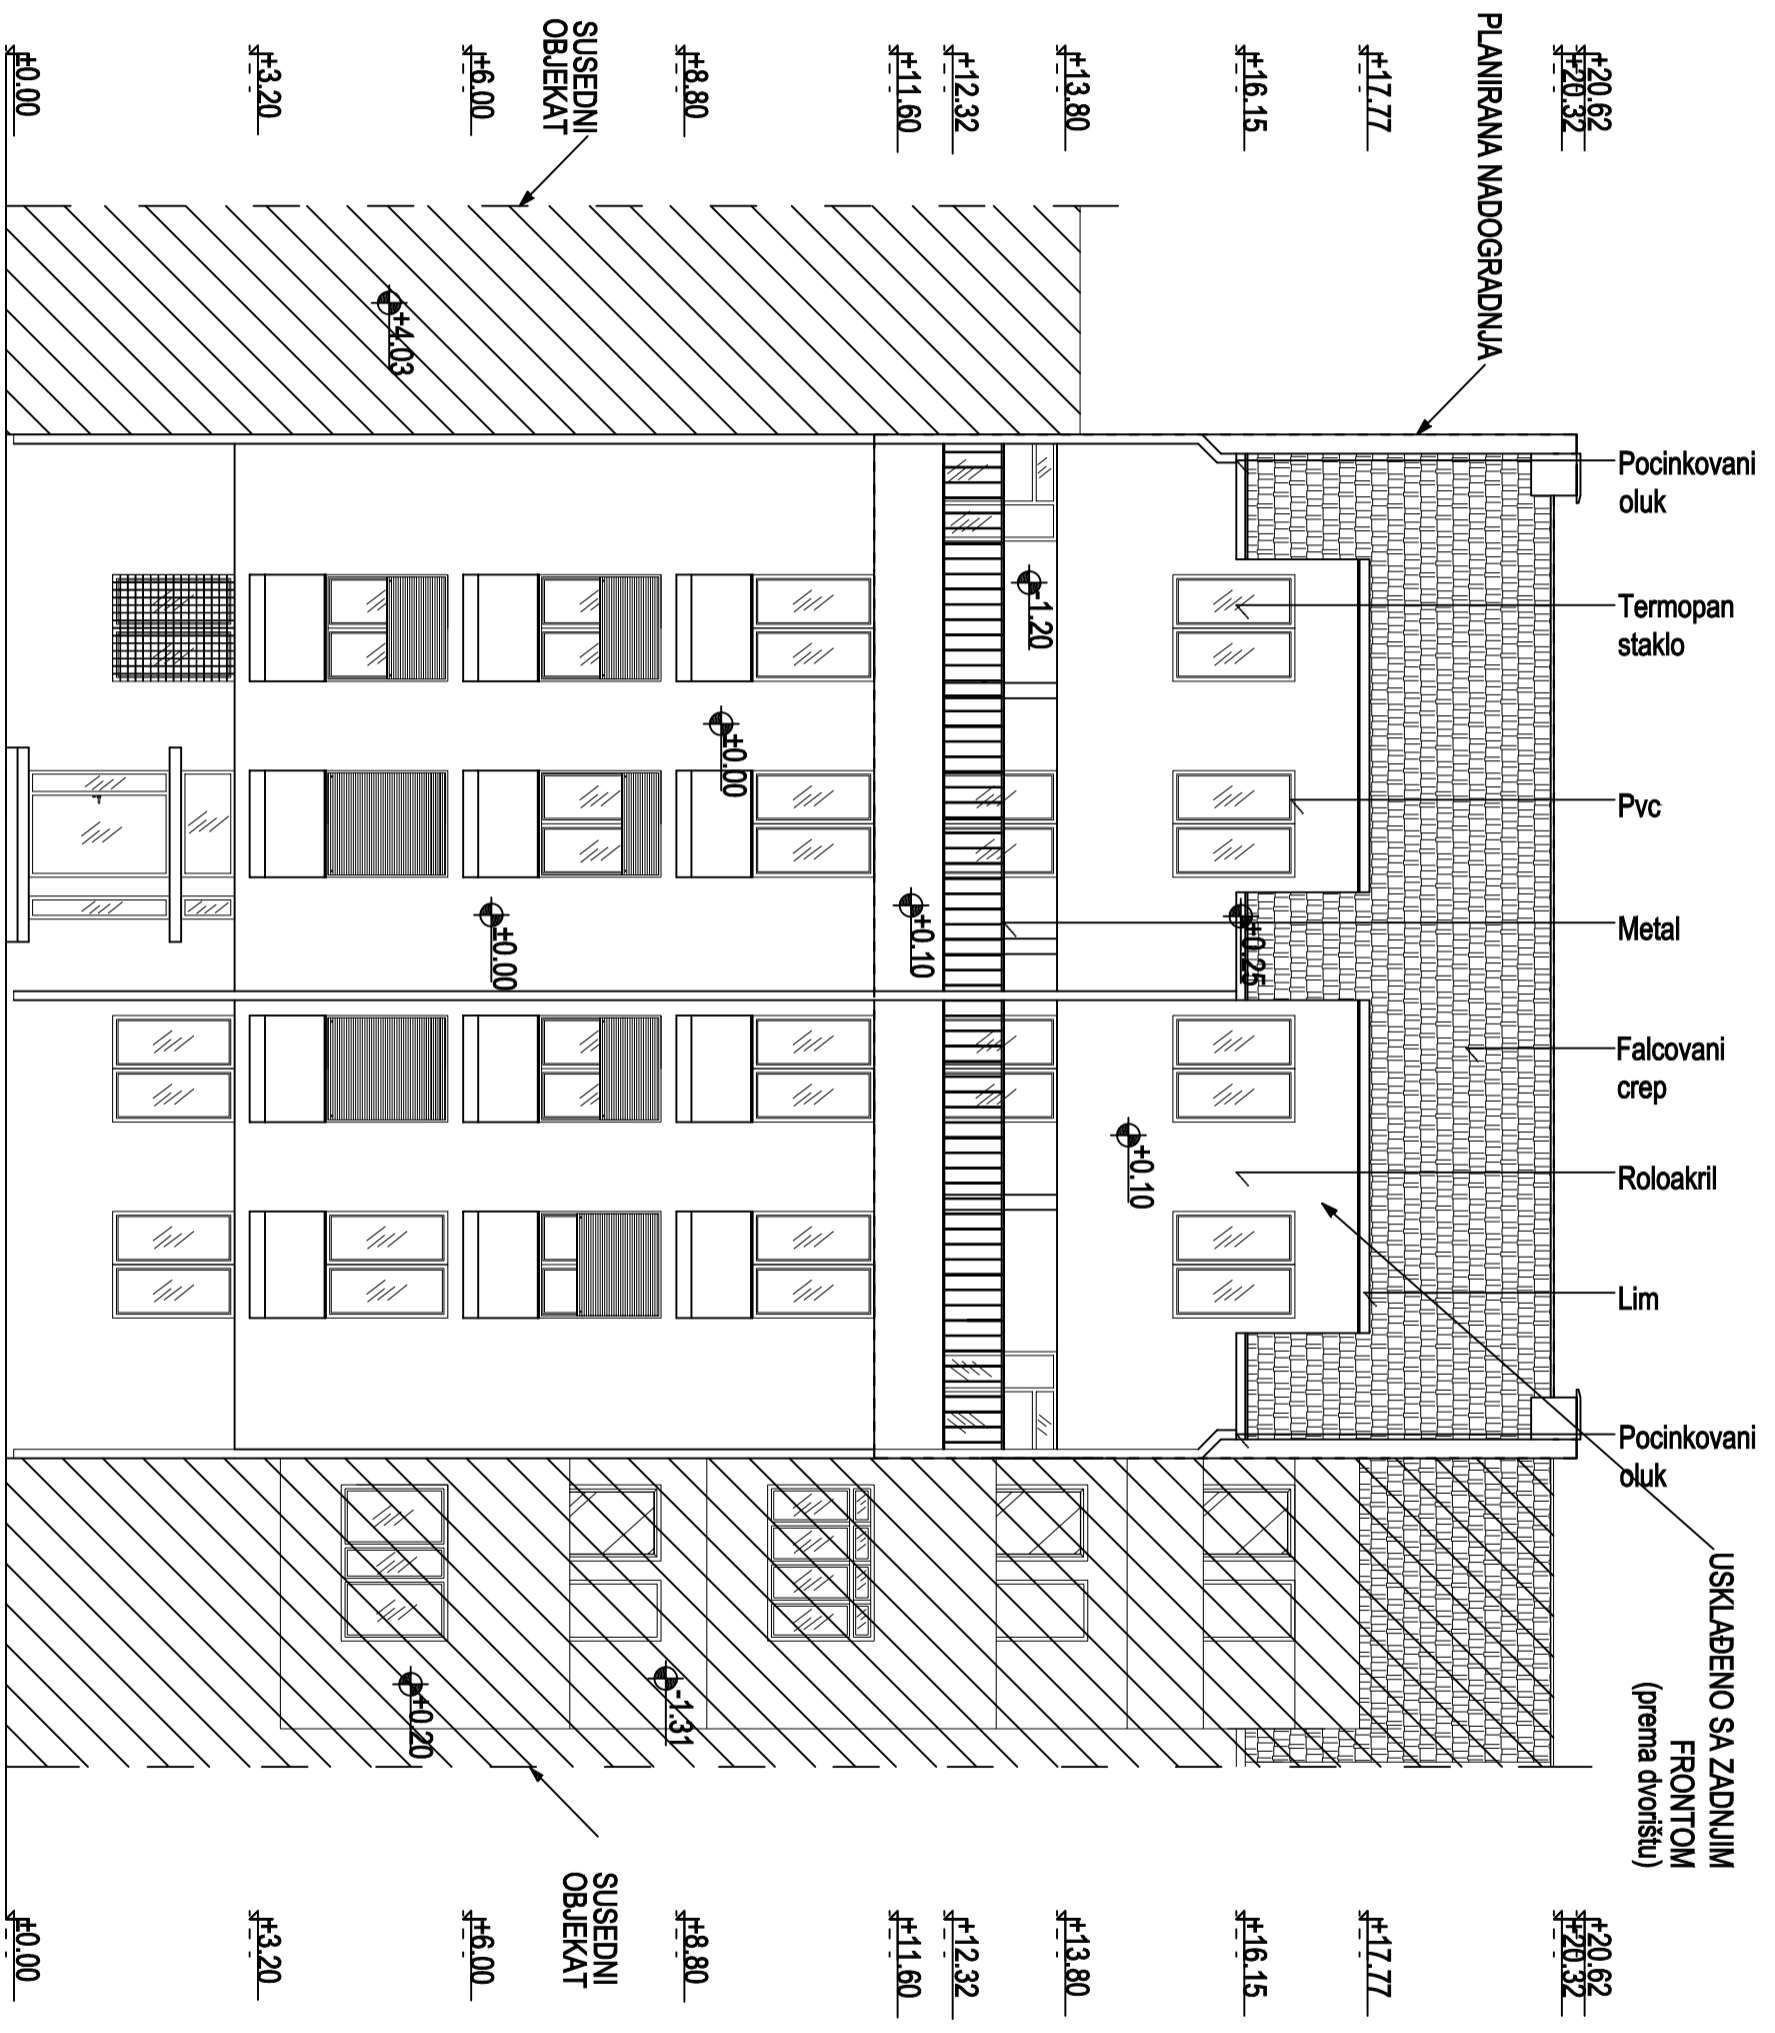 PLANIRANA NADOGRADNJA
+20.62
+20.32
+17.77
+16.15
+13.80
+12.32
+11.60
+8.80
+6.00
+3.20
±0.00
SUSEDNI
OBJEKAT
Pocinkovani
oluk
Termopan
staklo
Pvc
Metal
Falcovani
crep
Roloakril
Lim
Pocinkovani
oluk
USKLAĐENO SA ZADNJIM
FRONTOM
(prema dvorištu)
+4.03
-1.20
±0.00
±0.00
+0.10
+0.25
+0.10
-1.31
+0.20
SUSEDNI
OBJEKAT
+20.62
+20.32
+17.77
+16.15
+13.80
+12.32
+11.60
+8.80
+6.00
+3.20
±0.00